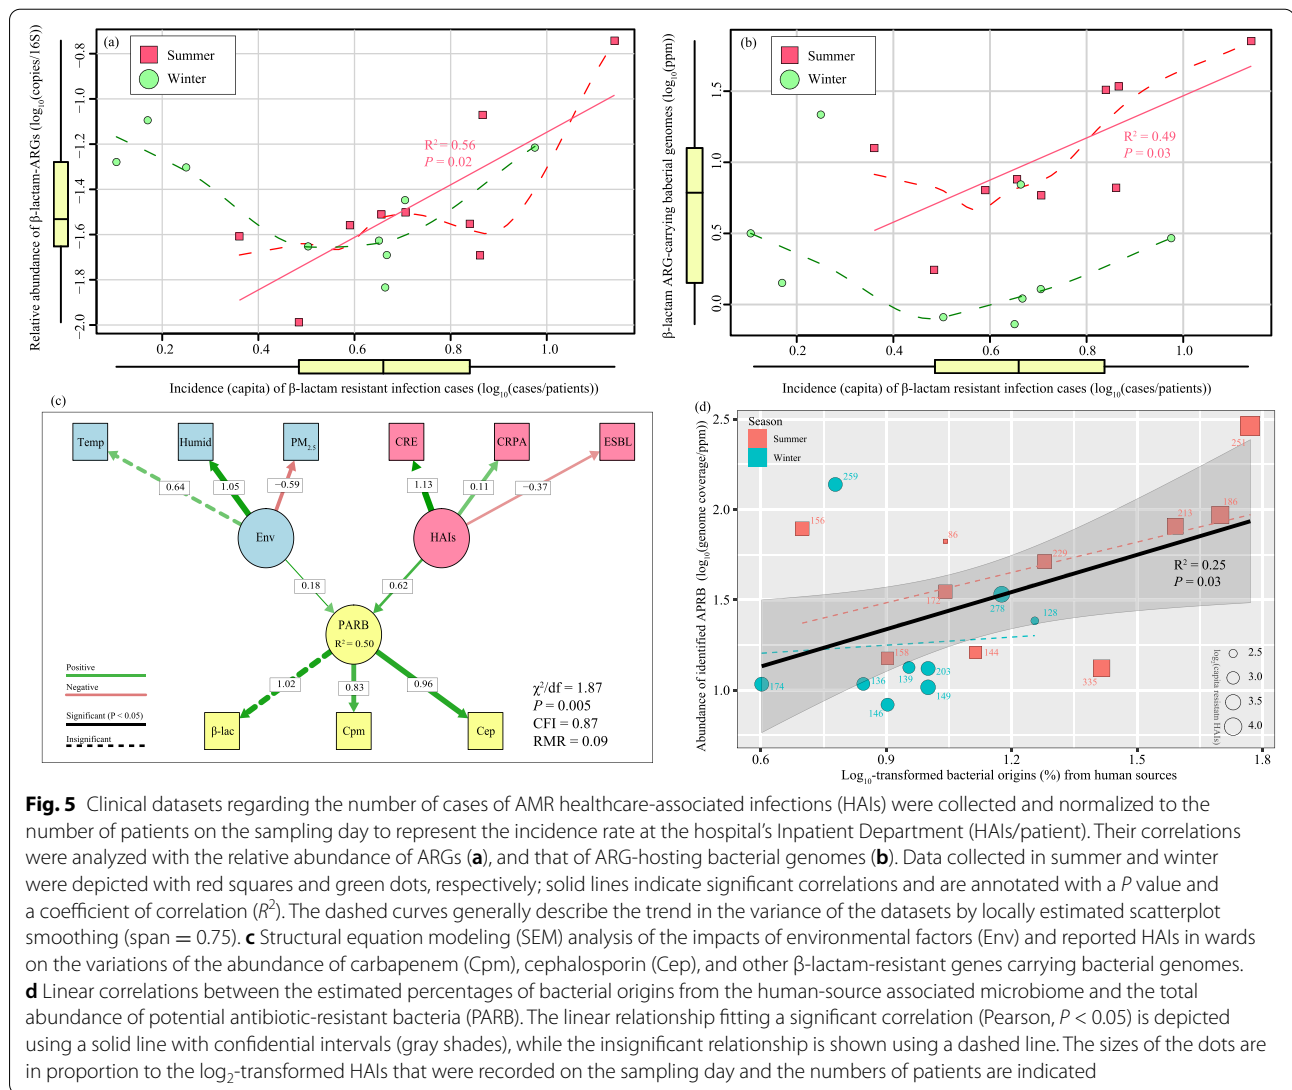 (a)
Summer
Winter
R² = 0.56
P = 0.02
Relative abundance of β-lactam-ARGs (log₁₀(copies/16S))
−0.8
−1.0
−1.2
−1.4
−1.6
−1.8
−2.0
0.2
0.4
0.6
0.8
1.0
Incidence (capita) of β-lactam resistant infection cases (log₁₀(cases/patients))
(b)
Summer
Winter
R² = 0.49
P = 0.03
β-lactam ARG-carrying baberial genomes (log₁₀(ppm))
1.5
1.0
0.5
0.0
0.2
0.4
0.6
0.8
1.0
Incidence (capita) of β-lactam resistant infection cases (log₁₀(cases/patients))
(c)
Temp
Humid
PM₂.₅
CRE
CRPA
ESBL
0.64
1.05
−0.59
1.13
0.11
−0.37
Env
HAIs
0.18
0.62
PARB
R² = 0.50
1.02
0.83
0.96
β-lac
Cpm
Cep
Positive
Negative
Significant (P < 0.05)
Insignificant
χ²/df = 1.87
P = 0.005
CFI = 0.87
RMR = 0.09
(d)
Season
Summer
Winter
251
259
156
86
213
186
229
172
278
128
158
144
335
174
136
139
203
149
146
R² = 0.25
P = 0.03
log₂(capita resistant HAIs)
2.5
3.0
3.5
4.0
Abundance of identified APRB (log₁₀(genome coverage/ppm))
2.5
2.0
1.5
1.0
0.6
0.9
1.2
1.5
1.8
Log₁₀-transformed bacterial origins (%) from human sources
Fig. 5 Clinical datasets regarding the number of cases of AMR healthcare-associated infections (HAIs) were collected and normalized to the
number of patients on the sampling day to represent the incidence rate at the hospital's Inpatient Department (HAIs/patient). Their correlations
were analyzed with the relative abundance of ARGs (a), and that of ARG-hosting bacterial genomes (b). Data collected in summer and winter
were depicted with red squares and green dots, respectively; solid lines indicate significant correlations and are annotated with a P value and
a coefficient of correlation (R²). The dashed curves generally describe the trend in the variance of the datasets by locally estimated scatterplot
smoothing (span = 0.75). c Structural equation modeling (SEM) analysis of the impacts of environmental factors (Env) and reported HAIs in wards
on the variations of the abundance of carbapenem (Cpm), cephalosporin (Cep), and other β-lactam-resistant genes carrying bacterial genomes.
d Linear correlations between the estimated percentages of bacterial origins from the human-source associated microbiome and the total
abundance of potential antibiotic-resistant bacteria (PARB). The linear relationship fitting a significant correlation (Pearson, P < 0.05) is depicted
using a solid line with confidential intervals (gray shades), while the insignificant relationship is shown using a dashed line. The sizes of the dots are
in proportion to the log₂-transformed HAIs that were recorded on the sampling day and the numbers of patients are indicated